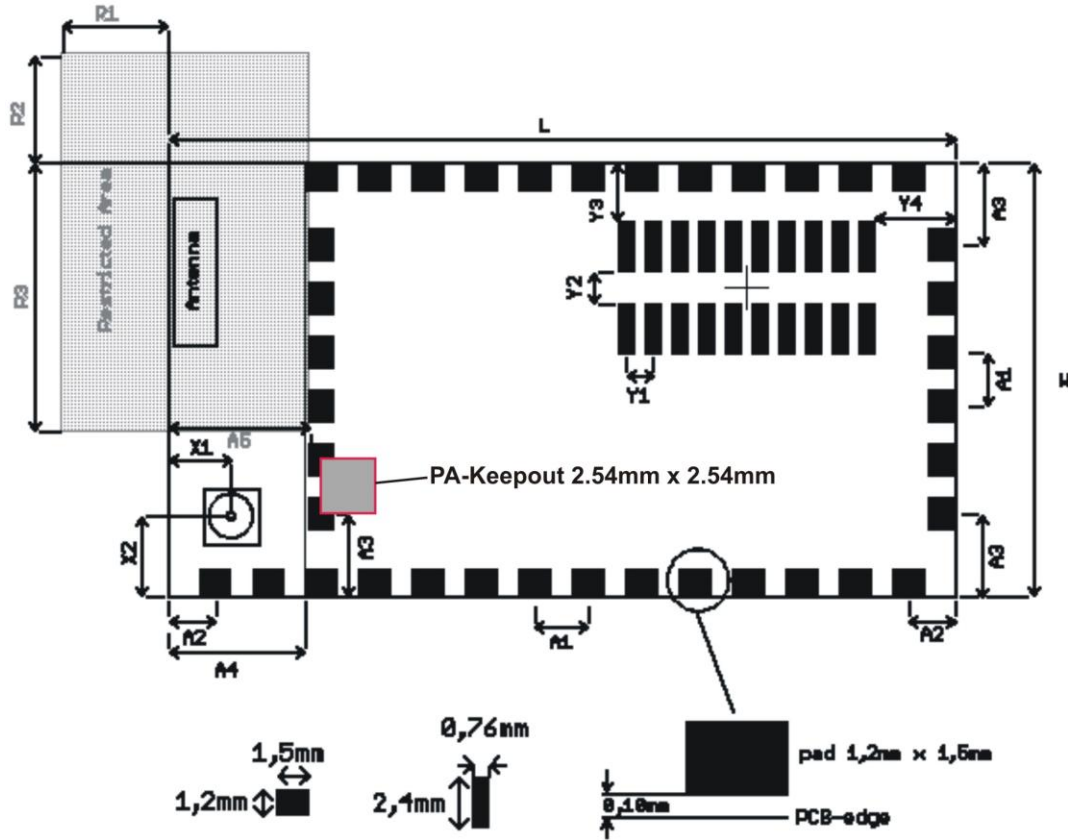 R1
L
R2
Y3
Y4
A3
R3
Restricted Area
Antenna
Y2
A1
Y1
A5
X1
PA-Keepout 2.54mm x 2.54mm
X2
A3
A3
A2
A1
A2
A4
0,76mm
1,5mm
1,2mm
2,4mm
pad 1,2mm x 1,5mm
0,10mm
PCB-edge